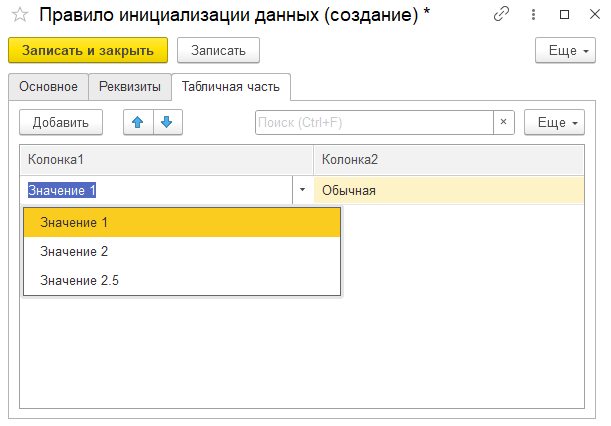 Правило инициализации данных (создание) *
Записать и закрыть Записать Еще
Основное Реквизиты Табличная часть
Добавить Поиск (Ctrl+F) × Еще
Колонка1 Колонка2
Значение 1 Обычная
Значение 1
Значение 2
Значение 2.5